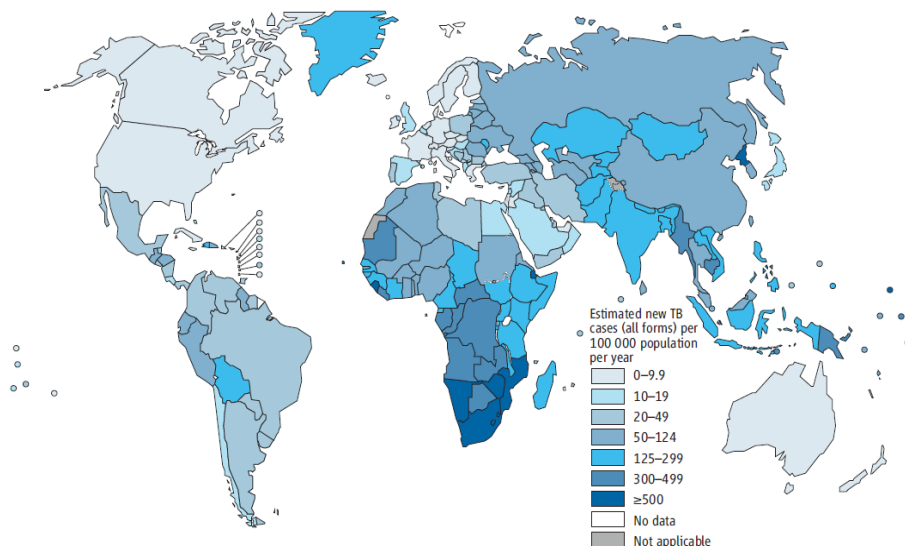 Estimated new TB
cases (all forms) per
100 000 population
per year
0–9.9
10–19
20–49
50–124
125–299
300–499
≥500
No data
Not applicable